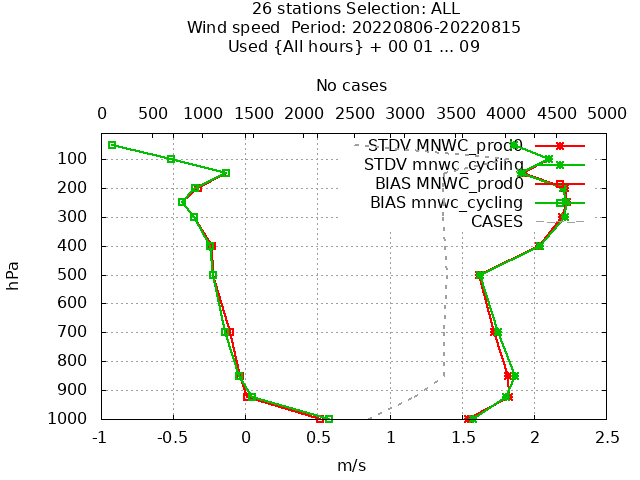 26 stations Selection: ALL
Wind speed  Period: 20220806-20220815
Used {All hours} + 00 01 ... 09
No cases
0 500 1000 1500 2000 2500 3000 3500 4000 4500 5000
STDV MNWC_prod0
STDV mnwc_cycling
BIAS MNWC_prod0
BIAS mnwc_cycling
CASES
hPa
100
200
300
400
500
600
700
800
900
1000
-1 -0.5 0 0.5 1 1.5 2 2.5
m/s